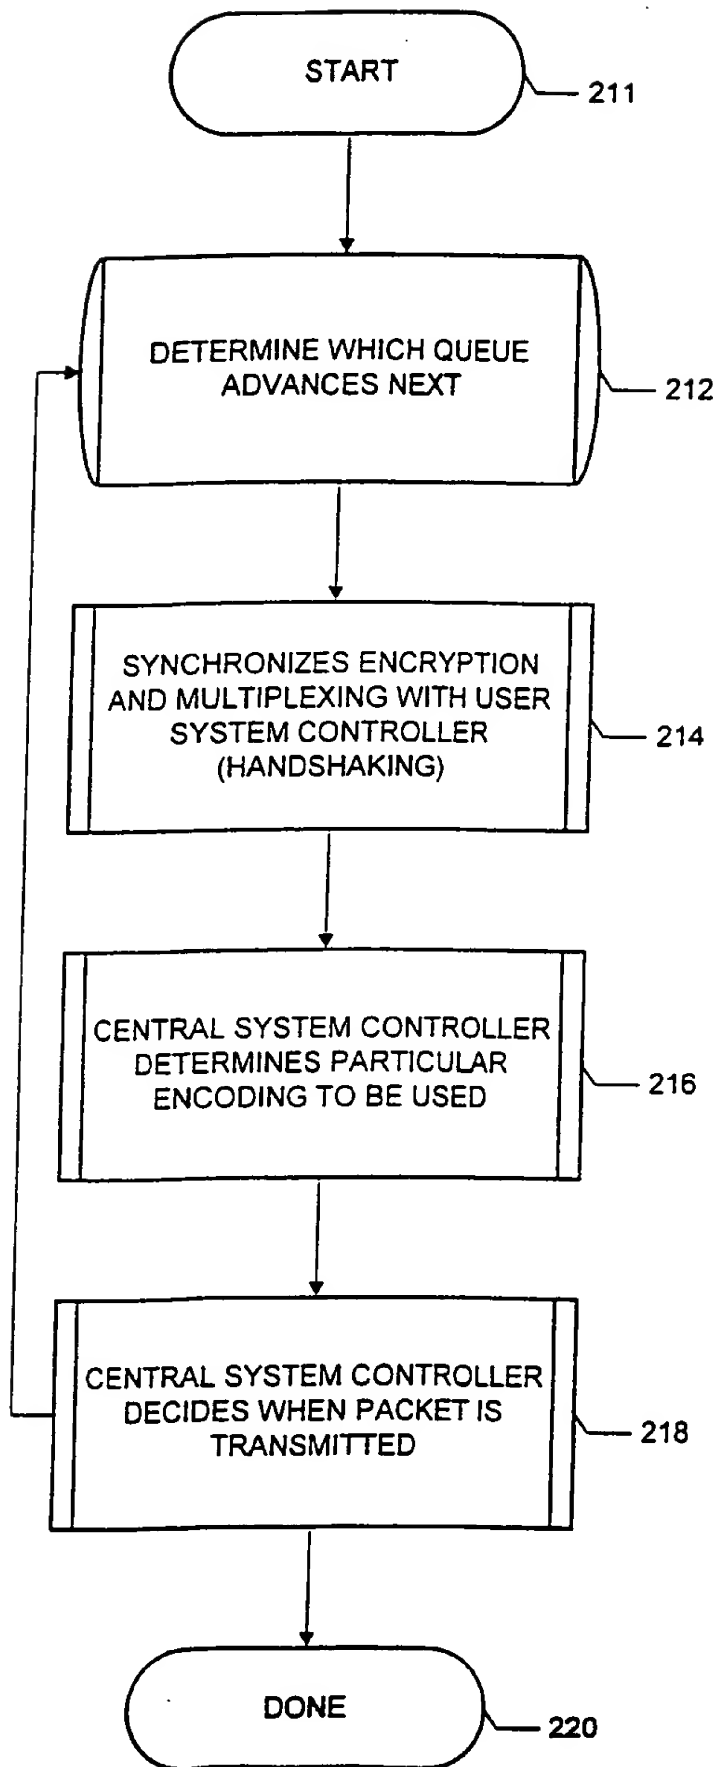 START
211
DETERMINE WHICH QUEUE
ADVANCES NEXT
212
SYNCHRONIZES ENCRYPTION
AND MULTIPLEXING WITH USER
SYSTEM CONTROLLER
(HANDSHAKING)
214
CENTRAL SYSTEM CONTROLLER
DETERMINES PARTICULAR
ENCODING TO BE USED
216
CENTRAL SYSTEM CONTROLLER
DECIDES WHEN PACKET IS
TRANSMITTED
218
DONE
220